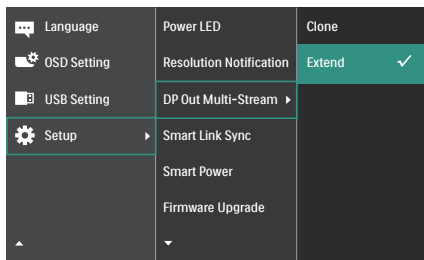 Language
OSD Setting
USB Setting
Setup
Power LED
Resolution Notification
DP Out Multi-Stream
Smart Link Sync
Smart Power
Firmware Upgrade
Clone
Extend